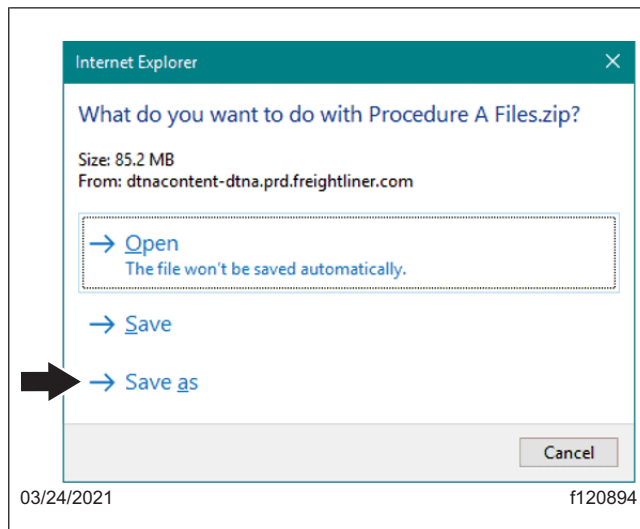 Internet Explorer
What do you want to do with Procedure A Files.zip?
Size: 85.2 MB
From: dtnacontent-dtna.prd.freightliner.com
Open
The file won't be saved automatically.
Save
Save as
Cancel
03/24/2021
f120894